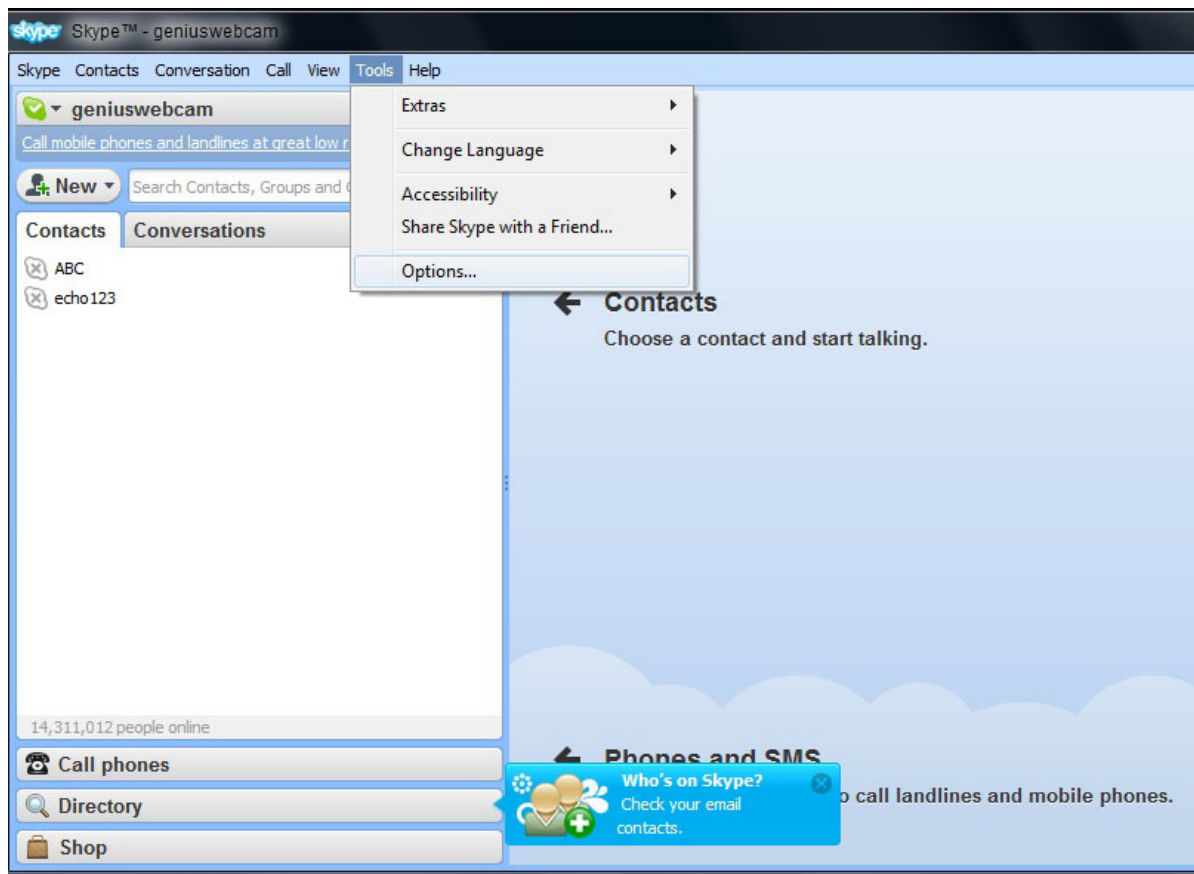 skype Skype™ - geniuswebcam
Skype Contacts Conversation Call View Tools Help
geniuswebcam
Call mobile phones and landlines at great low
New
Search Contacts, Groups and
Contacts Conversations
ABC
echo123
Extras
Change Language
Accessibility
Share Skype with a Friend...
Options...
Contacts
Choose a contact and start talking.
14,311,012 people online
Call phones
Directory
Shop
Phones and SMS
o call landlines and mobile phones.
Who's on Skype?
Check your email
contacts.